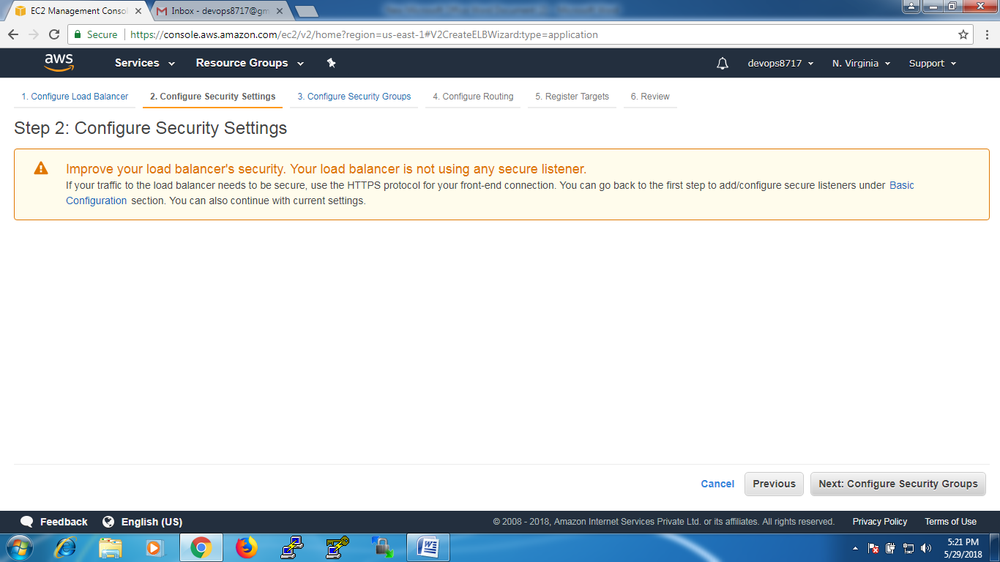 EC2 Management Consol
Inbox - devops8717@gm
Secure
https://console.aws.amazon.com/ec2/v2/home?region=us-east-1#V2CreateELBWizard:type=application
aws
Services
Resource Groups
devops8717
N. Virginia
Support
1. Configure Load Balancer
2. Configure Security Settings
3. Configure Security Groups
4. Configure Routing
5. Register Targets
6. Review
Step 2: Configure Security Settings
Improve your load balancer's security. Your load balancer is not using any secure listener.
If your traffic to the load balancer needs to be secure, use the HTTPS protocol for your front-end connection. You can go back to the first step to add/configure secure listeners under Basic
Configuration section. You can also continue with current settings.
Cancel
Previous
Next: Configure Security Groups
Feedback
English (US)
© 2008 - 2018, Amazon Internet Services Private Ltd. or its affiliates. All rights reserved.
Privacy Policy
Terms of Use
5:21 PM
5/29/2018